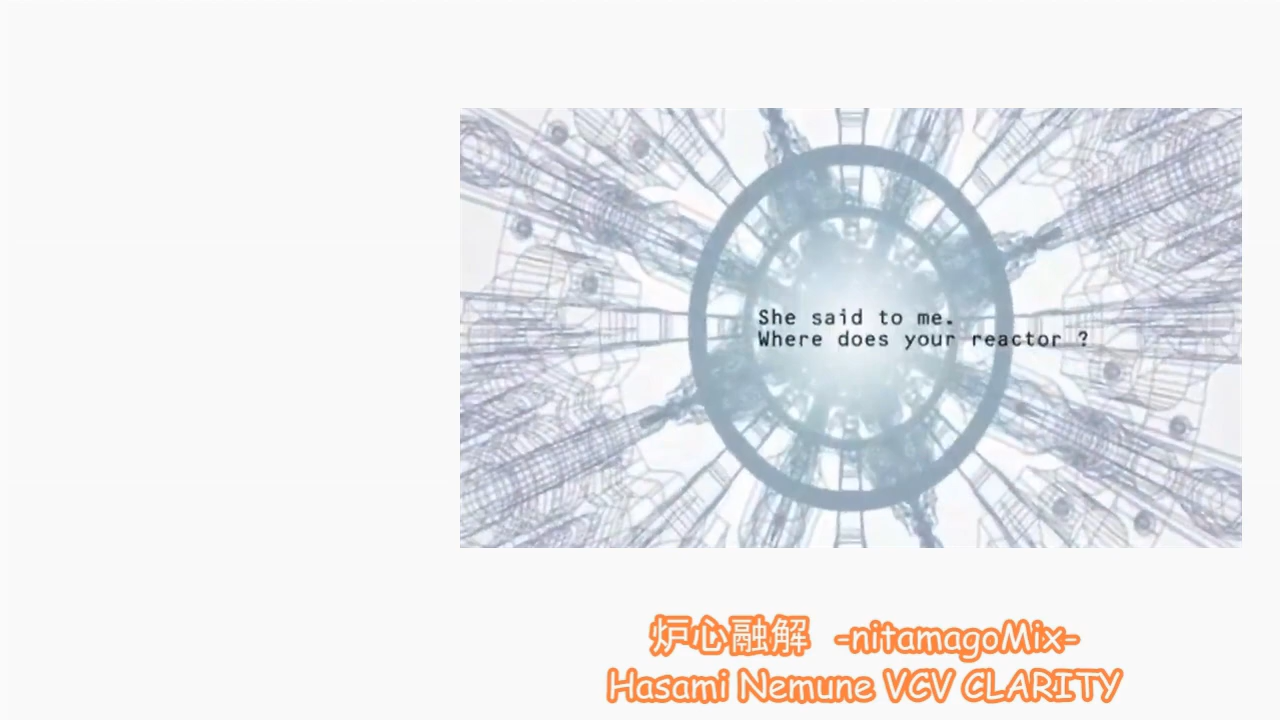 She said to me.
Where does your reactor ?
炉心融解 -nitamagoMix-
Hasami Nemune VCV CLARITY